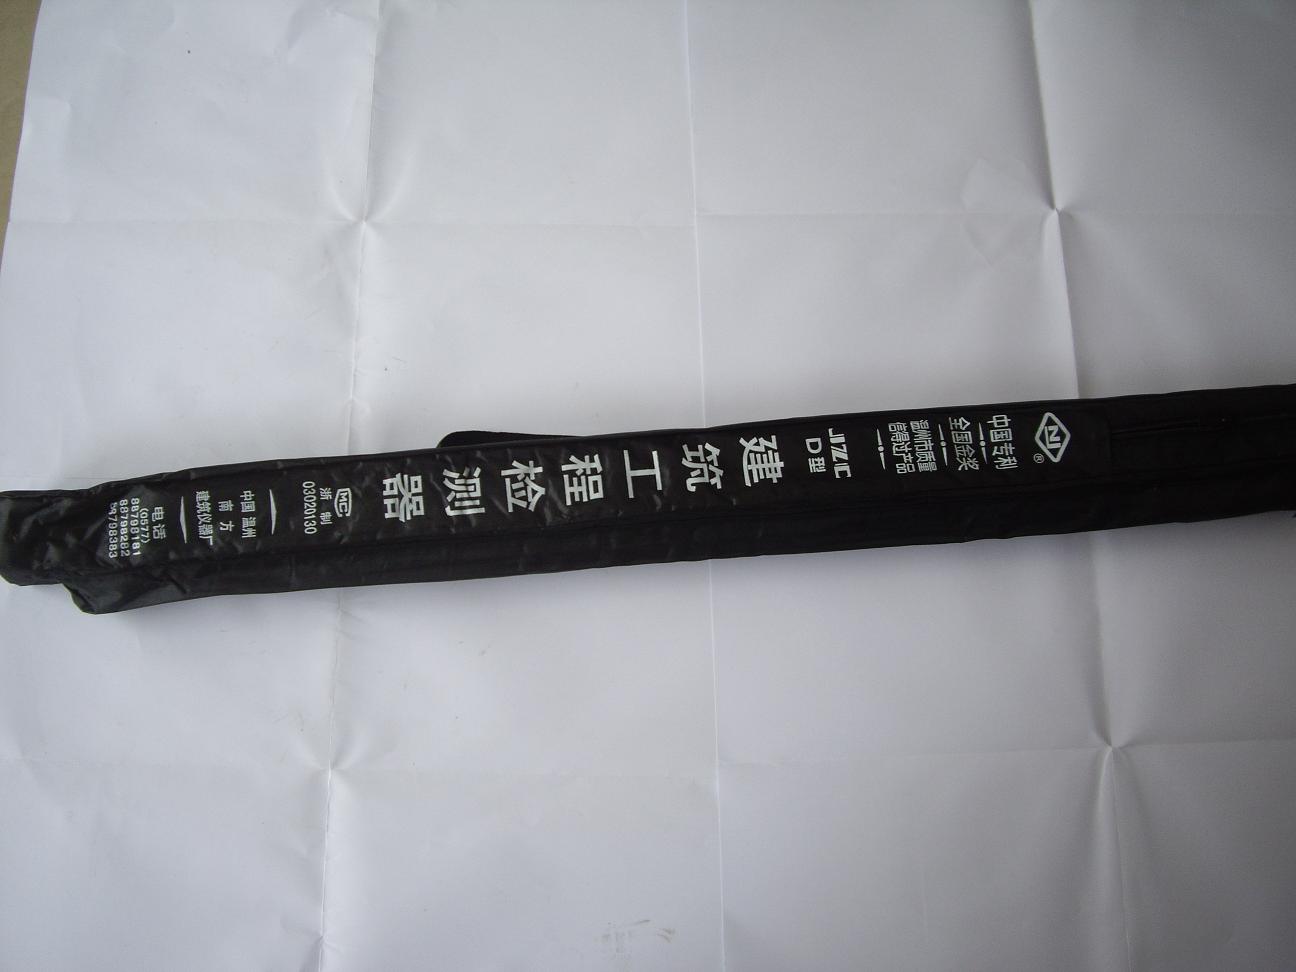 NJ
®
中国专利
全国金奖
温州市质量
信得过产品
JZC
D型
建筑工程检测器
MC
浙制
03020130
中国温州
南方
建筑仪器厂
电话
(0577)
88798181
88798282